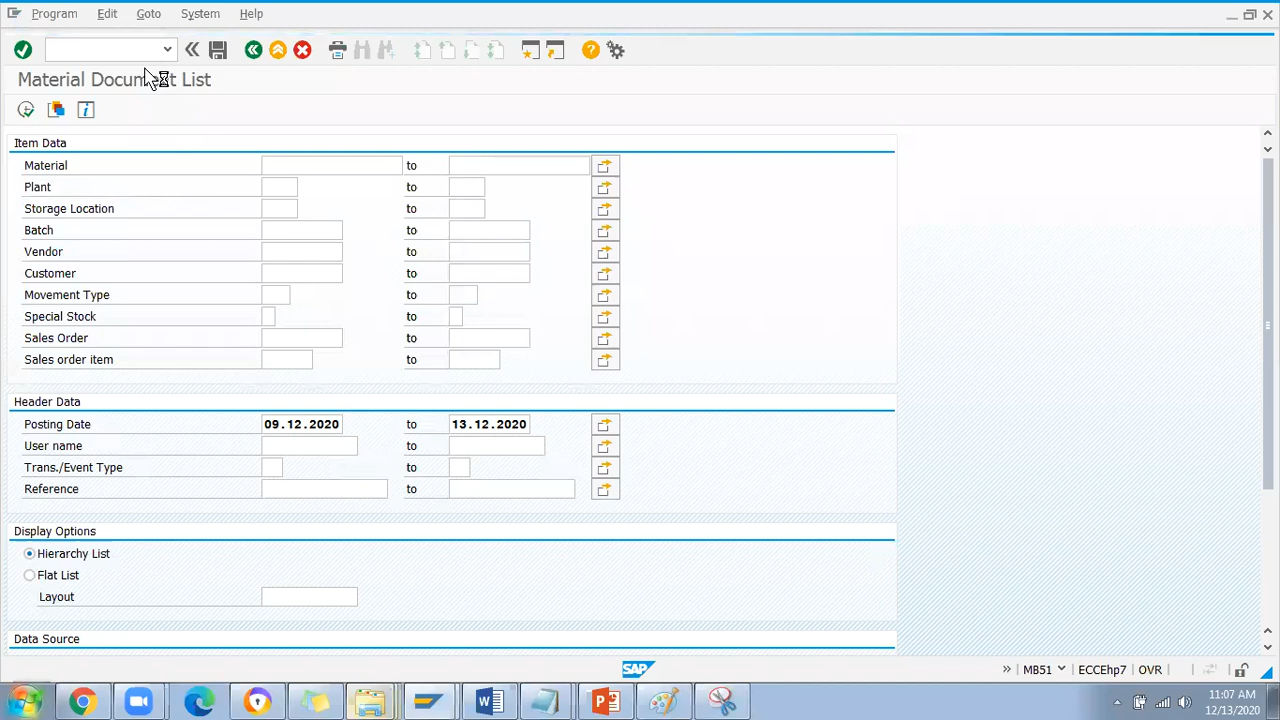 Program Edit Goto System Help
Material Document List
Item Data
Material to
Plant to
Storage Location to
Batch to
Vendor to
Customer to
Movement Type to
Special Stock to
Sales Order to
Sales order item to
Header Data
Posting Date 09.12.2020 to 13.12.2020
User name to
Trans./Event Type to
Reference to
Display Options
Hierarchy List
Flat List
Layout
Data Source
SAP MB51 ECCEhp7 OVR
11:07 AM
12/13/2020